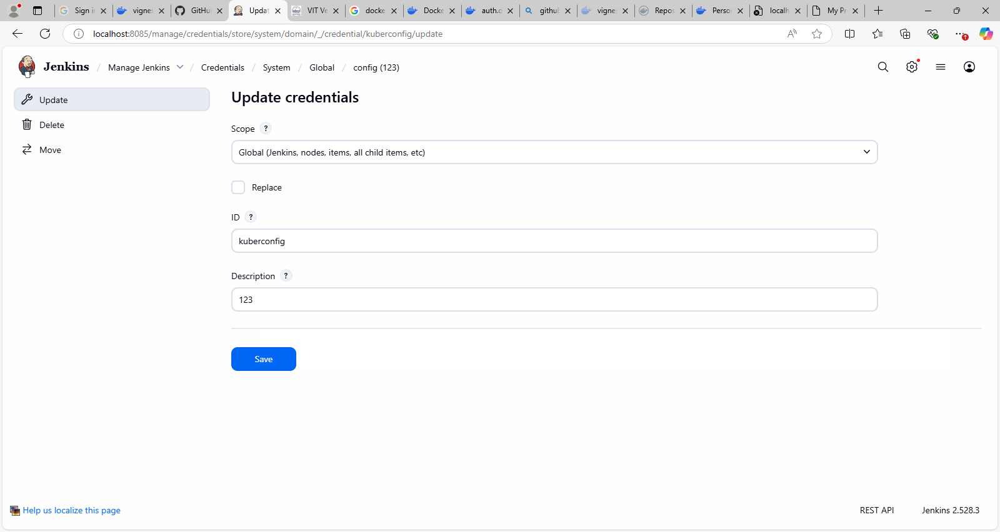 Sign i
vignes
GitHu
Updat
VIT Ve
docke
Docke
auth.d
github
vignes
Repos
Perso
localh
My Pr
localhost:8085/manage/credentials/store/system/domain/_/credential/kuberconfig/update
Jenkins / Manage Jenkins / Credentials / System / Global / config (123)
Update
Delete
Move
Update credentials
Scope ?
Global (Jenkins, nodes, items, all child items, etc)
Replace
ID ?
kuberconfig
Description ?
123
Save
Help us localize this page
REST API
Jenkins 2.528.3